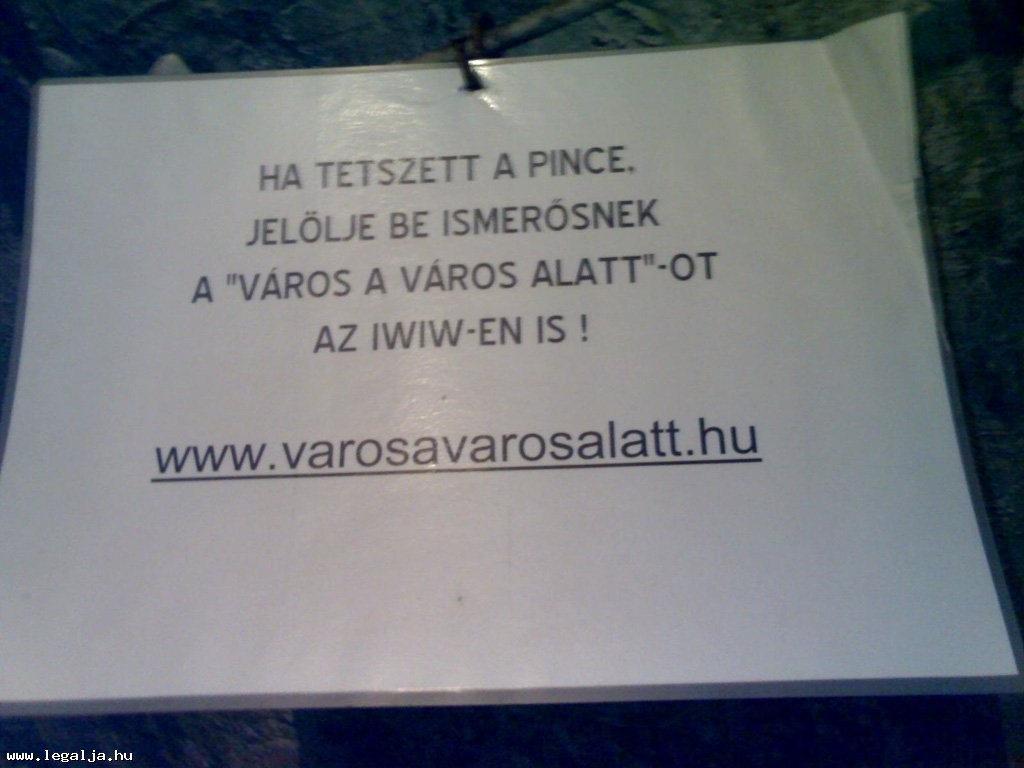 HA TETSZETT A PINCE,
JELÖLJE BE ISMERŐSNEK
A "VÁROS A VÁROS ALATT"-OT
AZ IWIW-EN IS !
www.varosavarosalatt.hu
www.legalja.hu